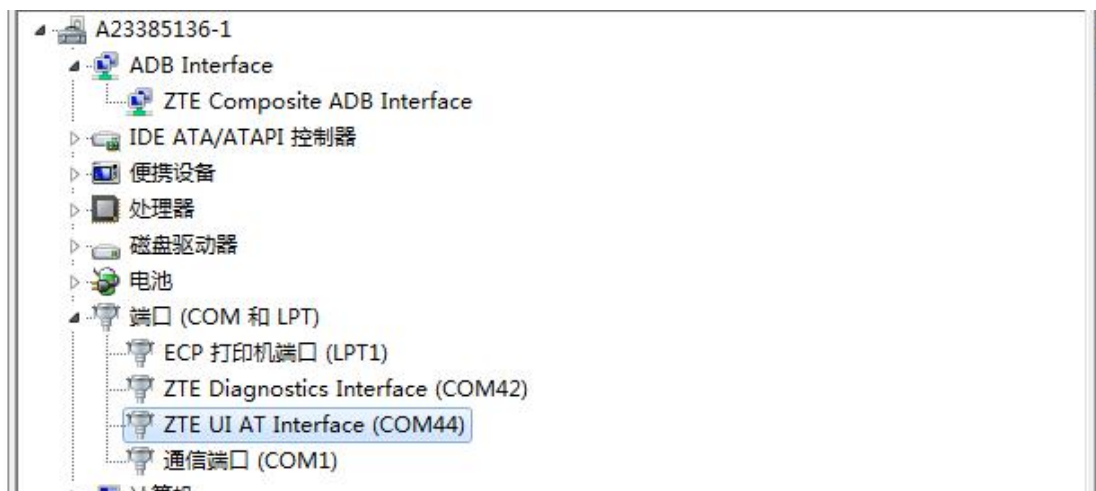 A23385136-1
ADB Interface
ZTE Composite ADB Interface
IDE ATA/ATAPI 控制器
便携设备
处理器
磁盘驱动器
电池
端口 (COM 和 LPT)
ECP 打印机端口 (LPT1)
ZTE Diagnostics Interface (COM42)
ZTE UI AT Interface (COM44)
通信端口 (COM1)